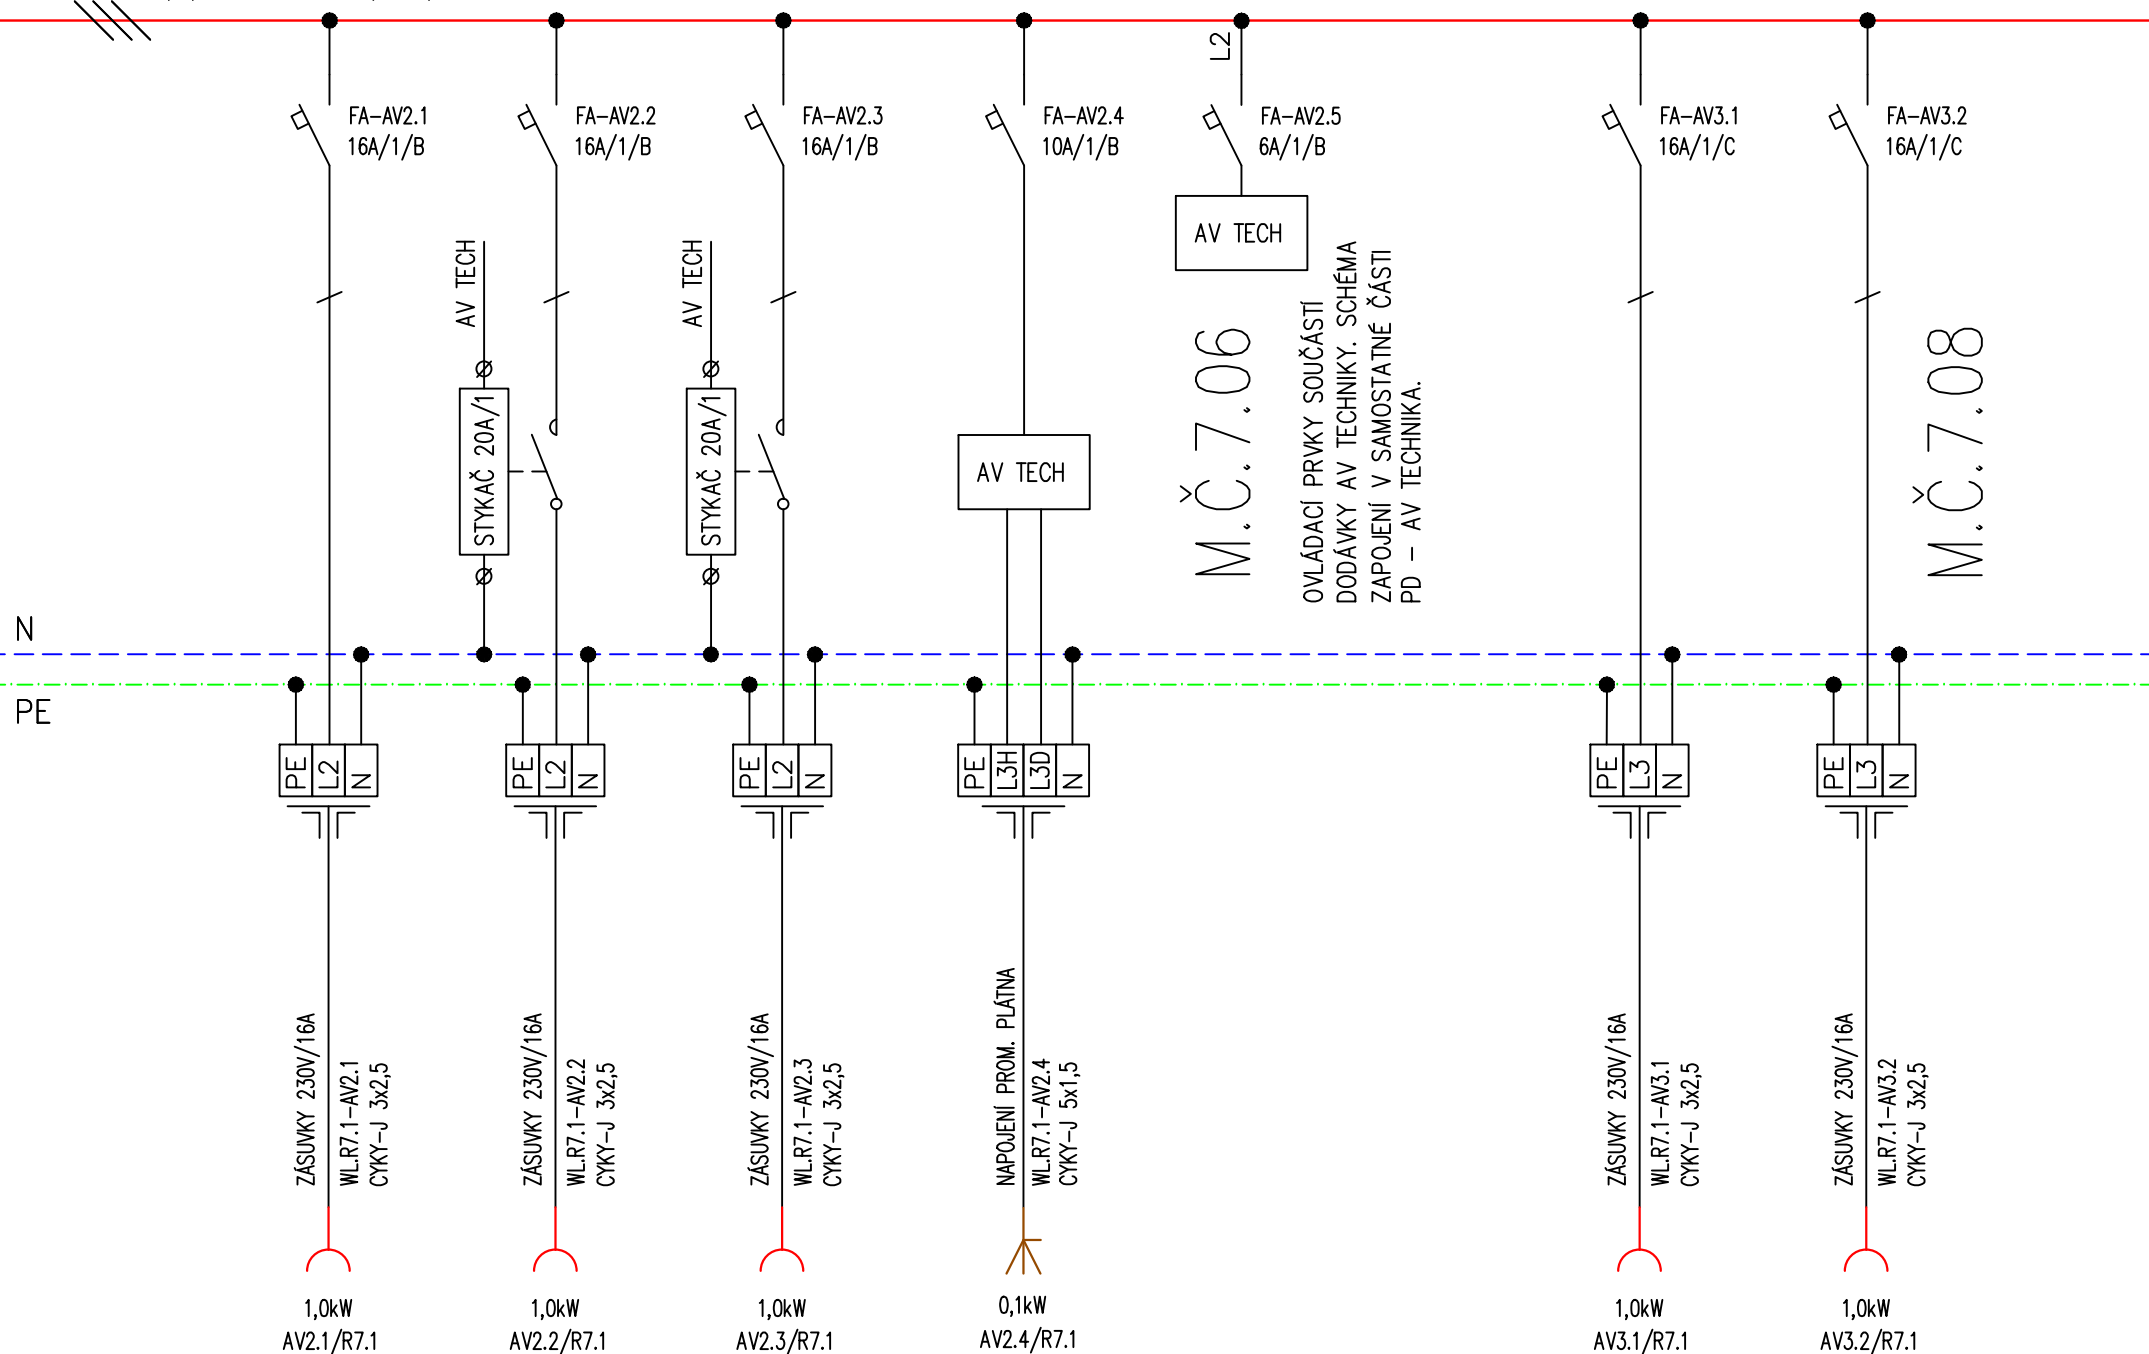 L2
FA-AV2.1
16A/1/B
FA-AV2.2
16A/1/B
FA-AV2.3
16A/1/B
FA-AV2.4
10A/1/B
FA-AV2.5
6A/1/B
FA-AV3.1
16A/1/C
FA-AV3.2
16A/1/C
AV TECH
STYKAČ 20A/1
AV TECH
STYKAČ 20A/1
AV TECH
AV TECH
M.Č.7.06
OVLÁDACÍ PRVKY SOUČÁSTÍ
DODÁVKY AV TECHNIKY. SCHÉMA
ZAPOJENÍ V SAMOSTATNÉ ČÁSTI
PD - AV TECHNIKA.
M.Č.7.08
N
PE
PE L2 N
PE L2 N
PE L2 N
PE L3H L3D N
PE L3 N
PE L3 N
ZÁSUVKY 230V/16A
WL.R7.1-AV2.1
CYKY-J 3x2,5
ZÁSUVKY 230V/16A
WL.R7.1-AV2.2
CYKY-J 3x2,5
ZÁSUVKY 230V/16A
WL.R7.1-AV2.3
CYKY-J 3x2,5
NAPOJENÍ PROM. PLÁTNA
WL.R7.1-AV2.4
CYKY-J 5x1,5
ZÁSUVKY 230V/16A
WL.R7.1-AV3.1
CYKY-J 3x2,5
ZÁSUVKY 230V/16A
WL.R7.1-AV3.2
CYKY-J 3x2,5
1,0kW
AV2.1/R7.1
1,0kW
AV2.2/R7.1
1,0kW
AV2.3/R7.1
0,1kW
AV2.4/R7.1
1,0kW
AV3.1/R7.1
1,0kW
AV3.2/R7.1